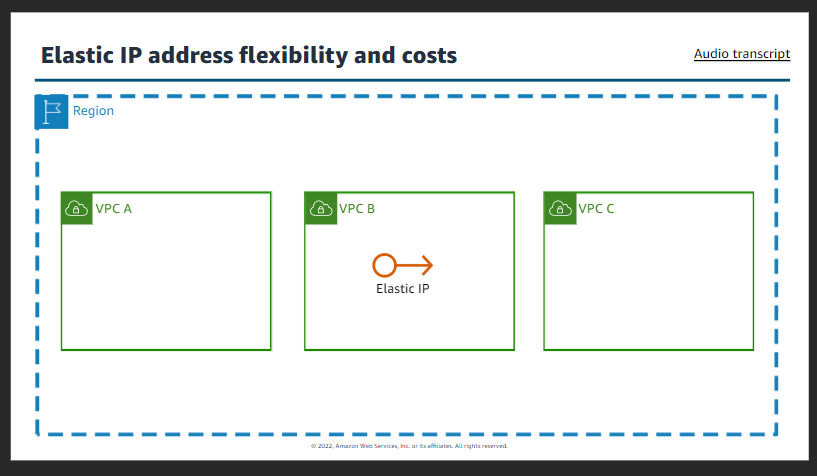 Elastic IP address flexibility and costs
Audio transcript
Region
VPC A
VPC B
VPC C
Elastic IP
© 2022, Amazon Web Services, Inc. or its affiliates. All rights reserved.